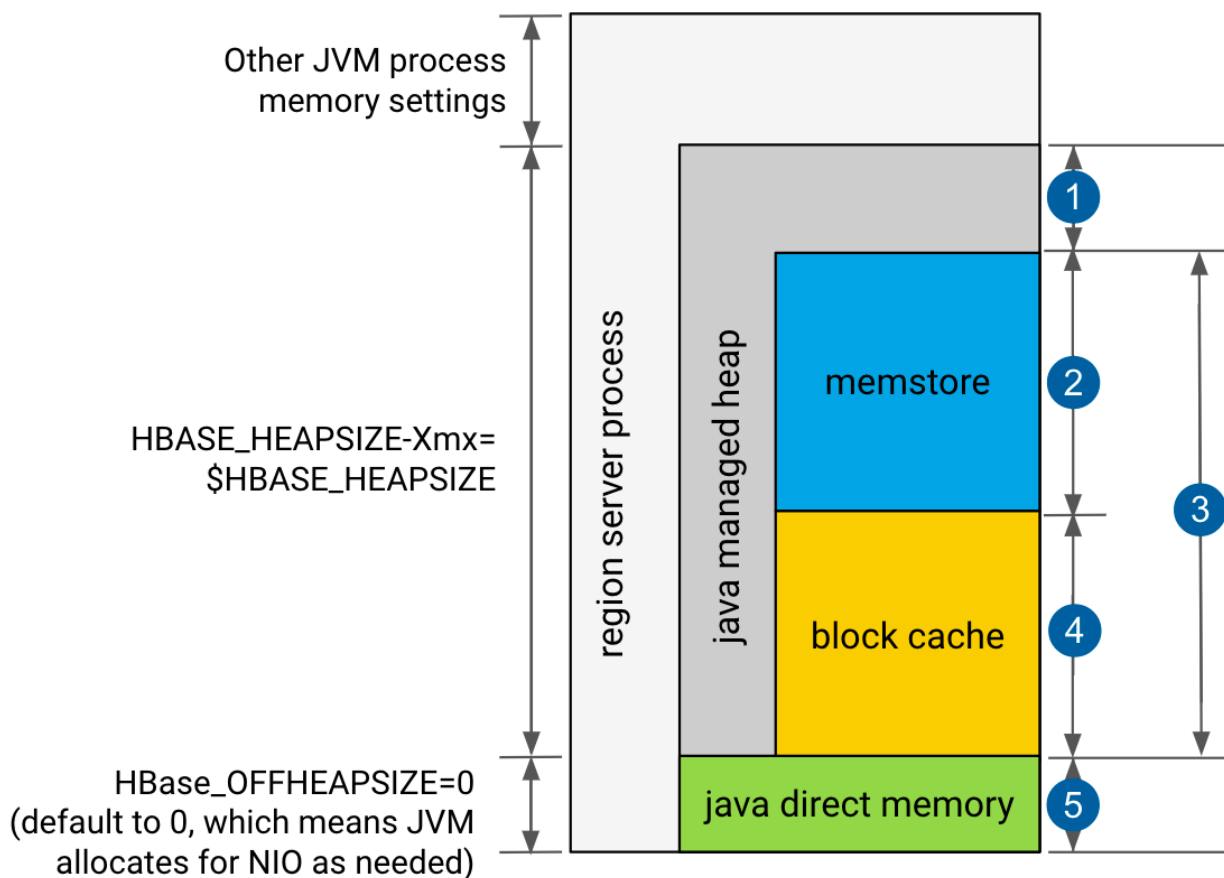 Other JVM process
memory settings
HBASE_HEAPSIZE-Xmx=
$HBASE_HEAPSIZE
HBase_OFFHEAPSIZE=0
(default to 0, which means JVM
allocates for NIO as needed)
region server process
java managed heap
memstore
block cache
java direct memory
1
2
3
4
5